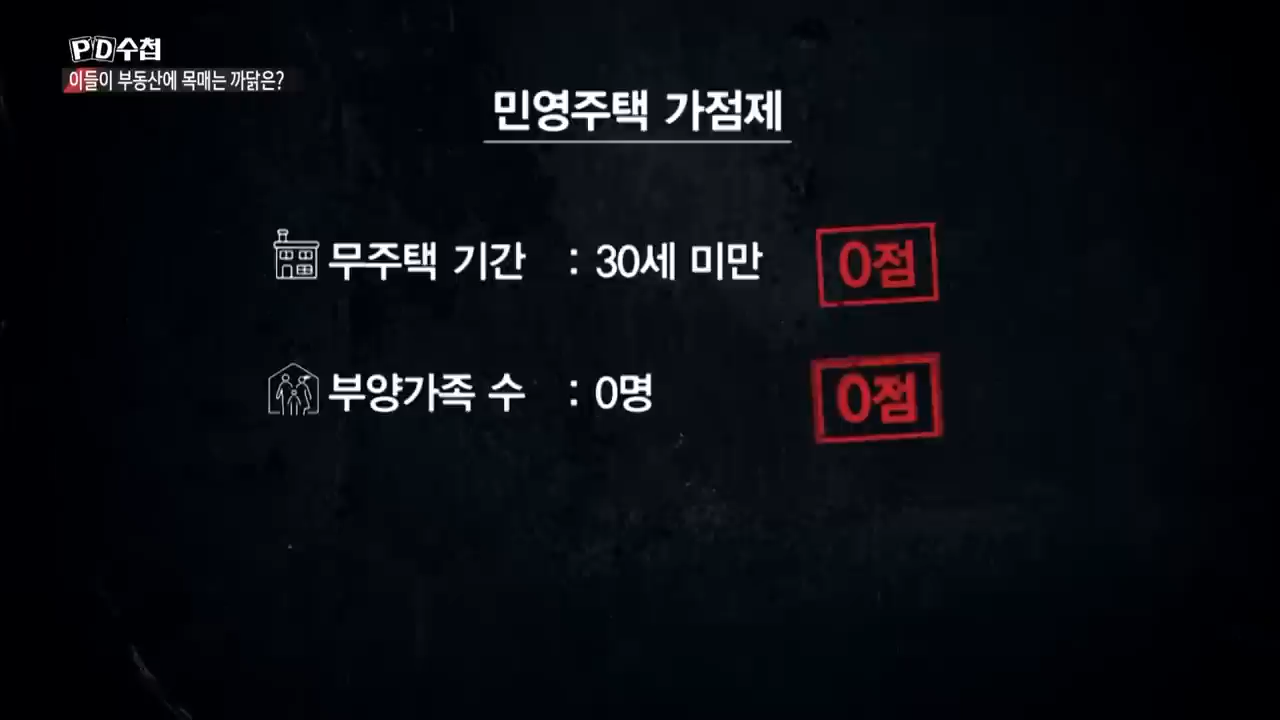 PD수첩
이들이 부동산에 목매는 까닭은?
민영주택 가점제
무주택 기간 : 30세 미만 0점
부양가족 수 : 0명 0점